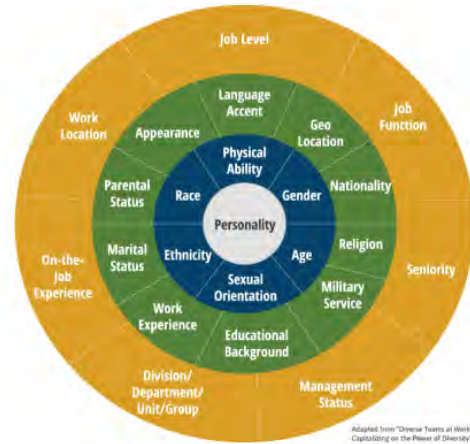 Job Level
Job
Function
Seniority
Management
Status
Division/
Department/
Unit/Group
On-the-
Job
Experience
Work
Location
Language
Accent
Geo
Location
Nationality
Religion
Military
Service
Educational
Background
Work
Experience
Marital
Status
Parental
Status
Appearance
Physical
Ability
Gender
Age
Sexual
Orientation
Ethnicity
Race
Personality
Adapted from "Diverse Teams at Work
Capitalizing on the Power of Diversity